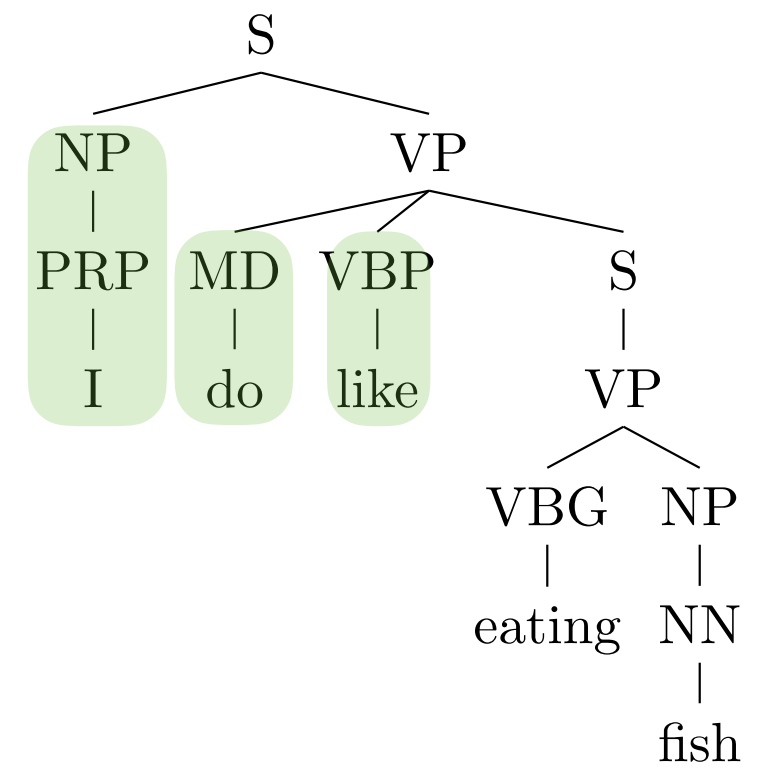 S
NP VP
PRP MD VBP S
I do like VP
VBG NP
eating NN
fish